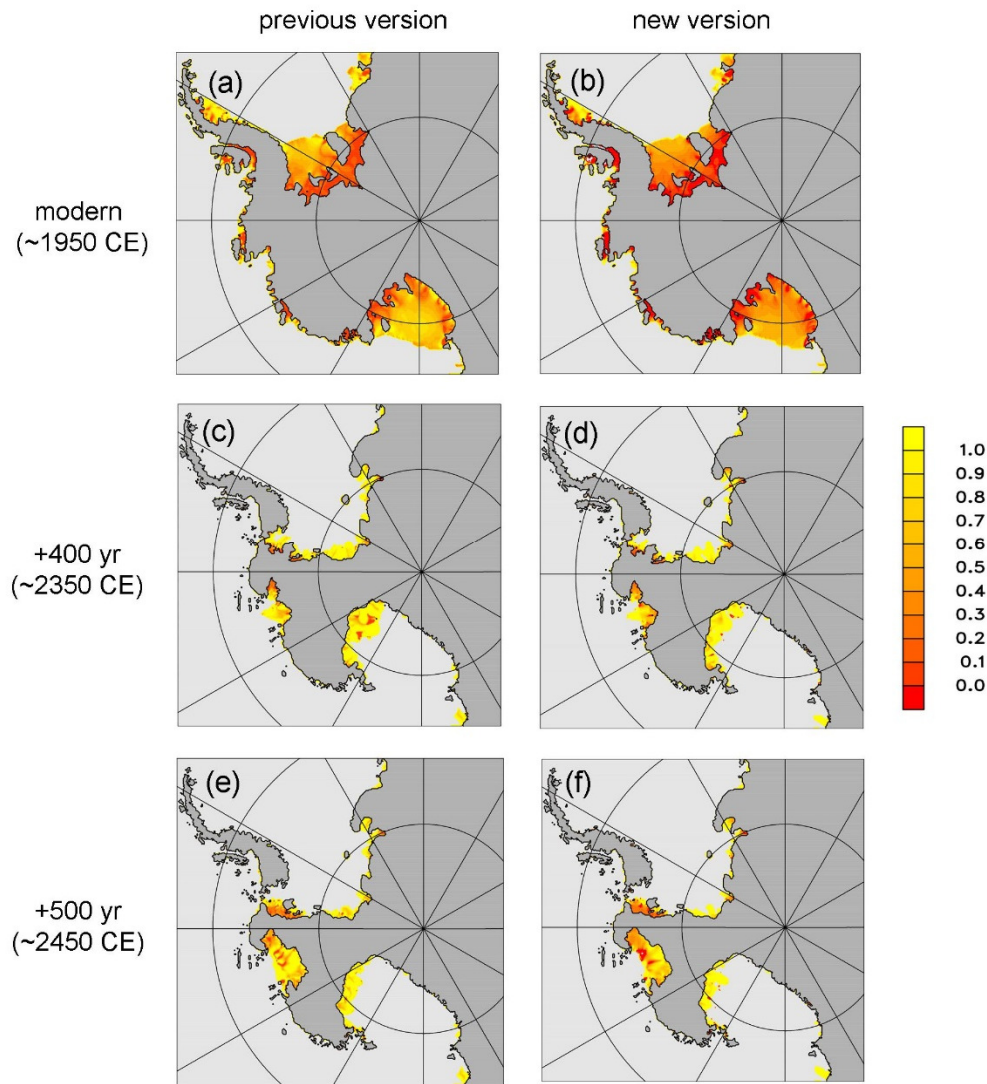 previous version
new version
(a)
(b)
modern
(~1950 CE)
(c)
(d)
+400 yr
(~2350 CE)
1.0
0.9
0.8
0.7
0.6
0.5
0.4
0.3
0.2
0.1
0.0
(e)
(f)
+500 yr
(~2450 CE)